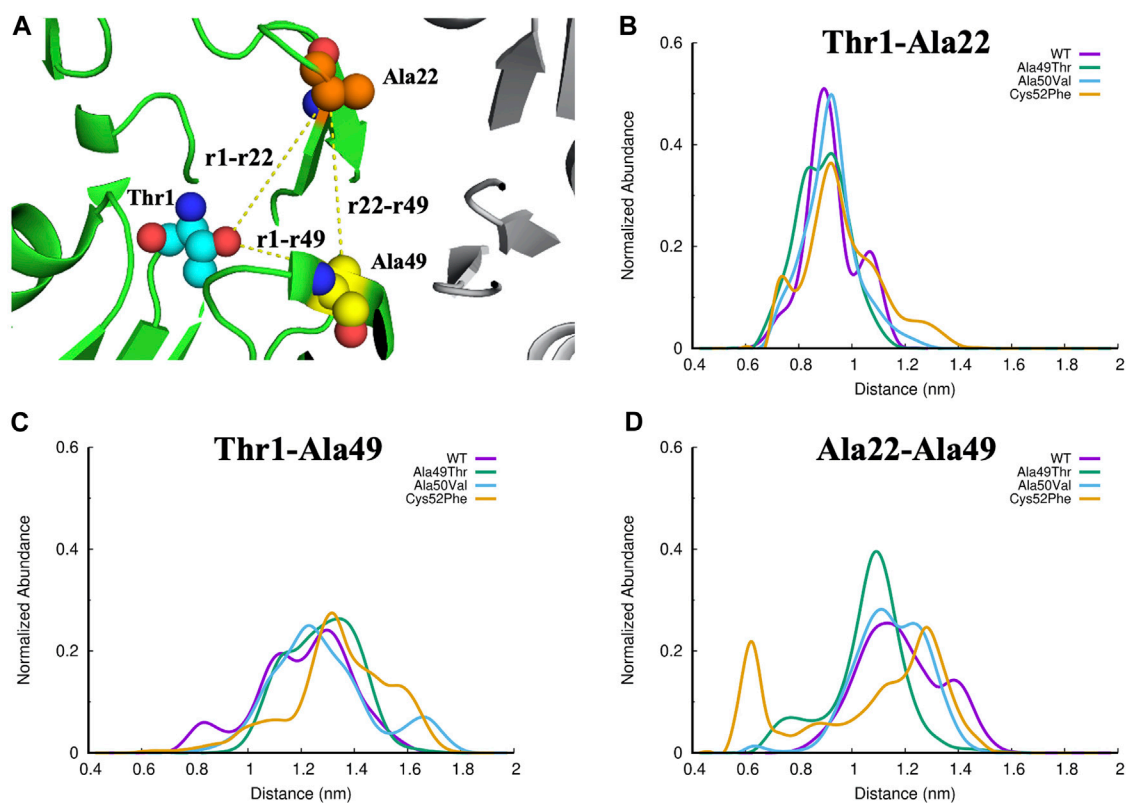 A
Ala22
r1-r22
Thr1
r22-r49
r1-r49
Ala49
B
Thr1-Ala22
WT
Ala49Thr
Ala50Val
Cys52Phe
Normalized Abundance
0.6
0.4
0.2
0
0.4 0.6 0.8 1 1.2 1.4 1.6 1.8 2
Distance (nm)
C
Thr1-Ala49
WT
Ala49Thr
Ala50Val
Cys52Phe
Normalized Abundance
0.6
0.4
0.2
0
0.4 0.6 0.8 1 1.2 1.4 1.6 1.8 2
Distance (nm)
D
Ala22-Ala49
WT
Ala49Thr
Ala50Val
Cys52Phe
Normalized Abundance
0.6
0.4
0.2
0
0.4 0.6 0.8 1 1.2 1.4 1.6 1.8 2
Distance (nm)